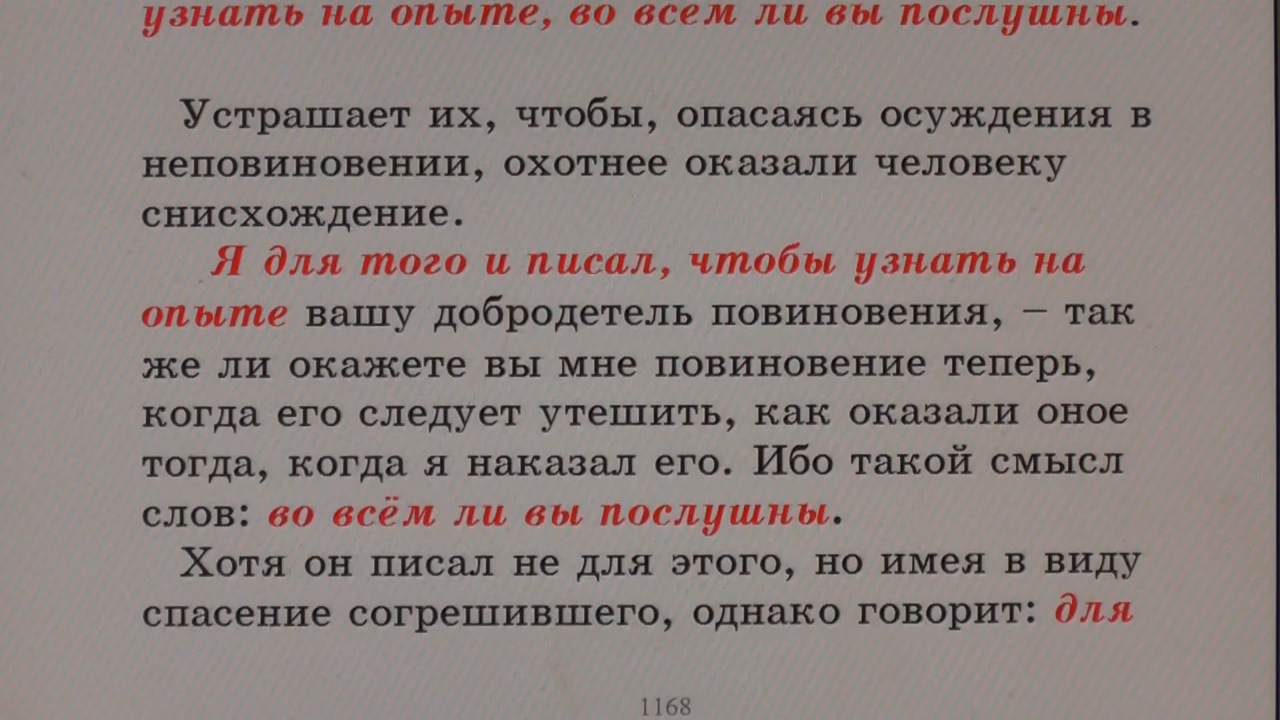 узнать на опыте, во всем ли вы послушны.
Устрашает их, чтобы, опасаясь осуждения в
неповиновении, охотнее оказали человеку
снисхождение.
Я для того и писал, чтобы узнать на
опыте вашу добродетель повиновения, – так
же ли окажете вы мне повиновение теперь,
когда его следует утешить, как оказали оное
тогда, когда я наказал его. Ибо такой смысл
слов: во всём ли вы послушны.
Хотя он писал не для этого, но имея в виду
спасение согрешившего, однако говорит: для
1168